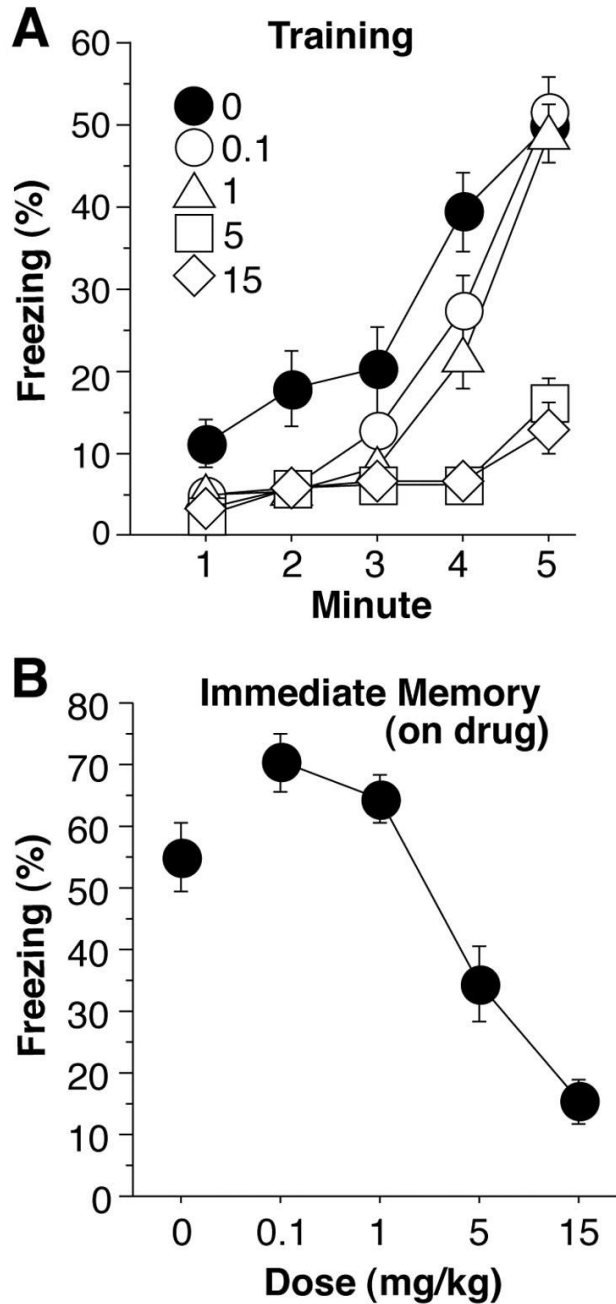 A
Training
60
50
40
30
20
10
0
Freezing (%)
0
0.1
1
5
15
1 2 3 4 5
Minute
B
Immediate Memory
(on drug)
80
70
60
50
40
30
20
10
0
Freezing (%)
0 0.1 1 5 15
Dose (mg/kg)